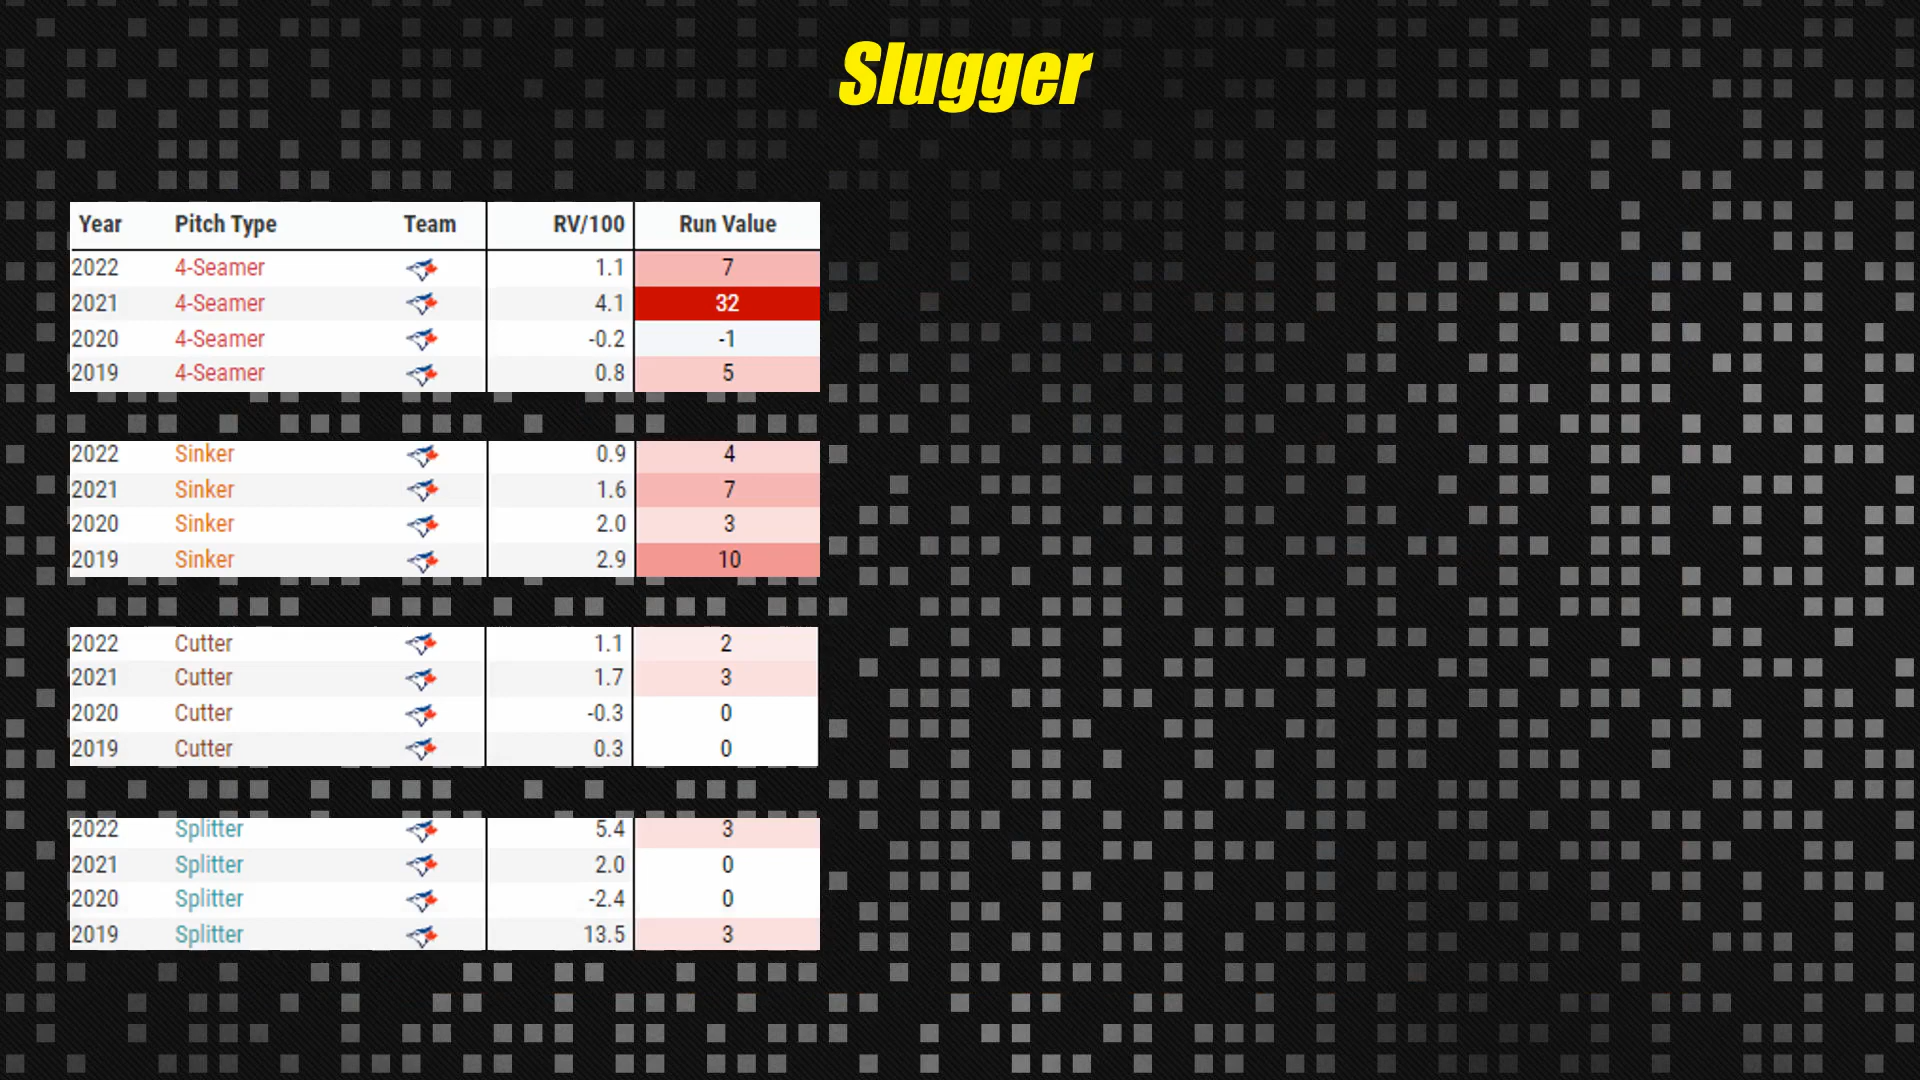 Slugger
Year Pitch Type Team RV/100 Run Value
2022 4-Seamer 1.1 7
2021 4-Seamer 4.1 32
2020 4-Seamer -0.2 -1
2019 4-Seamer 0.8 5
2022 Sinker 0.9 4
2021 Sinker 1.6 7
2020 Sinker 2.0 3
2019 Sinker 2.9 10
2022 Cutter 1.1 2
2021 Cutter 1.7 3
2020 Cutter -0.3 0
2019 Cutter 0.3 0
2022 Splitter 5.4 3
2021 Splitter 2.0 0
2020 Splitter -2.4 0
2019 Splitter 13.5 3